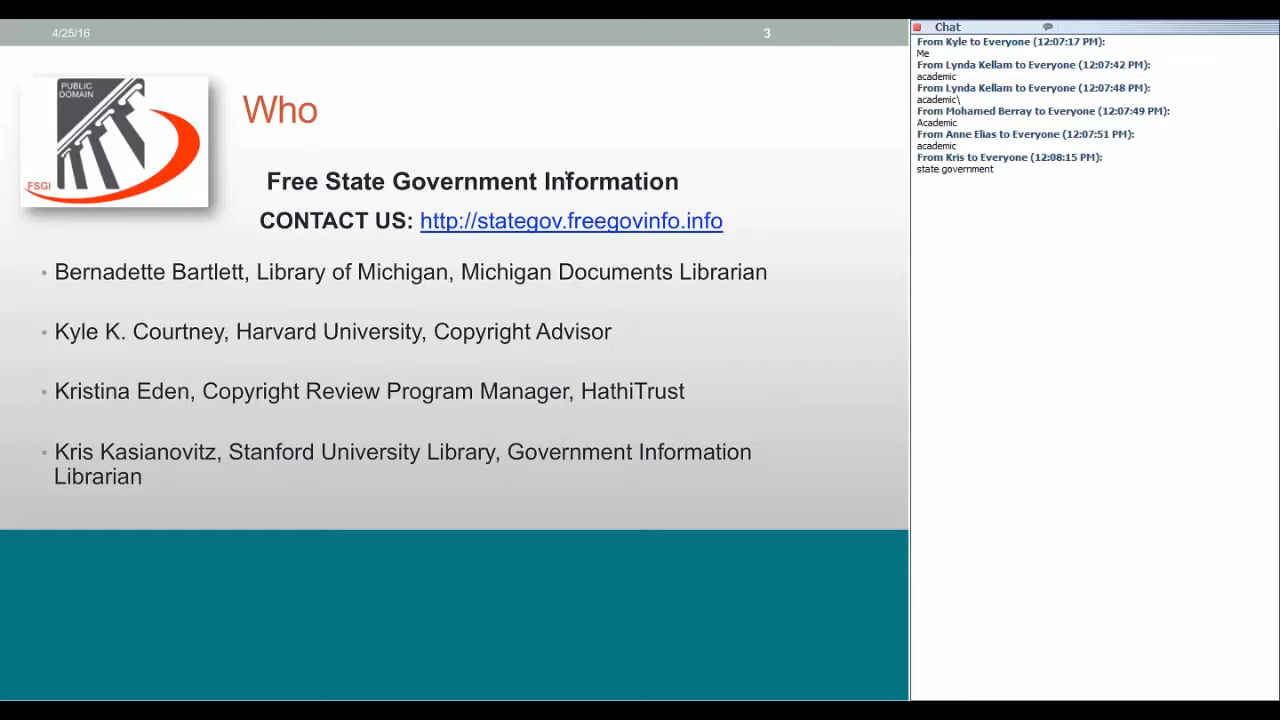 4/25/16
3
PUBLIC
DOMAIN
FSGI
Who
Free State Government Information
CONTACT US: http://stategov.freegovinfo.info
• Bernadette Bartlett, Library of Michigan, Michigan Documents Librarian
• Kyle K. Courtney, Harvard University, Copyright Advisor
• Kristina Eden, Copyright Review Program Manager, HathiTrust
• Kris Kasianovitz, Stanford University Library, Government Information
Librarian
Chat
From Kyle to Everyone (12:07:17 PM):
Me
From Lynda Kellam to Everyone (12:07:42 PM):
academic
From Lynda Kellam to Everyone (12:07:48 PM):
academic\
From Mohamed Berray to Everyone (12:07:49 PM):
Academic
From Anne Elias to Everyone (12:07:51 PM):
academic
From Kris to Everyone (12:08:15 PM):
state government